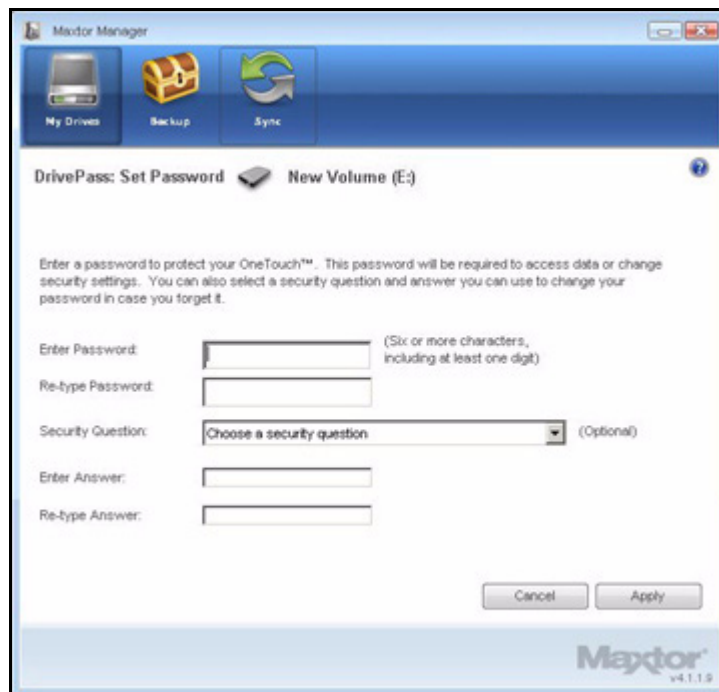 Maxtor Manager
My Drives Backup Sync
DrivePass: Set Password New Volume (E:)
Enter a password to protect your OneTouch™. This password will be required to access data or change
security settings. You can also select a security question and answer you can use to change your
password in case you forget it.
Enter Password: (Six or more characters,
including at least one digit)
Re-type Password:
Security Question: Choose a security question (Optional)
Enter Answer:
Re-type Answer:
Cancel Apply
Maxtor
v4.1.1.9